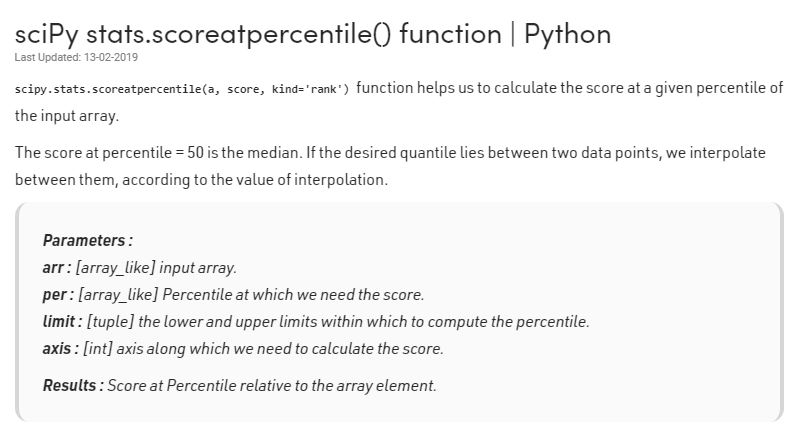 sciPy stats.scoreatpercentile() function | Python
Last Updated: 13-02-2019
scipy.stats.scoreatpercentile(a, score, kind='rank') function helps us to calculate the score at a given percentile of
the input array.
The score at percentile = 50 is the median. If the desired quantile lies between two data points, we interpolate
between them, according to the value of interpolation.
Parameters :
arr : [array_like] input array.
per : [array_like] Percentile at which we need the score.
limit : [tuple] the lower and upper limits within which to compute the percentile.
axis : [int] axis along which we need to calculate the score.
Results : Score at Percentile relative to the array element.